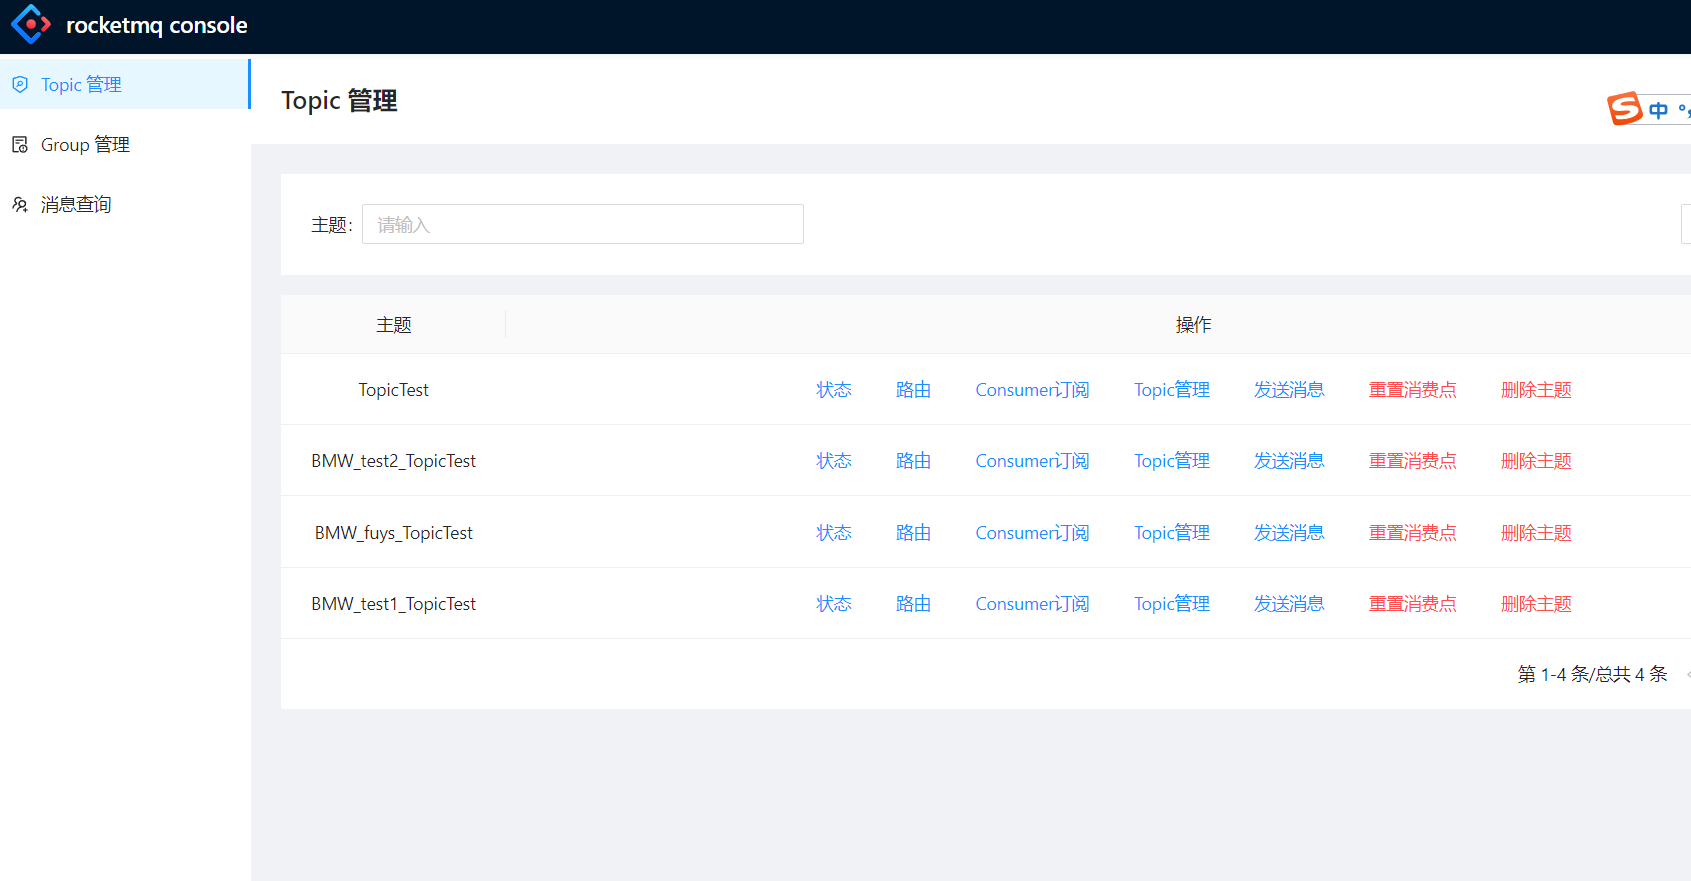 rocketmq console
Topic 管理
Group 管理
消息查询
Topic 管理
中
主题: 请输入
主题 操作
TopicTest 状态 路由 Consumer订阅 Topic管理 发送消息 重置消费点 删除主题
BMW_test2_TopicTest 状态 路由 Consumer订阅 Topic管理 发送消息 重置消费点 删除主题
BMW_fuys_TopicTest 状态 路由 Consumer订阅 Topic管理 发送消息 重置消费点 删除主题
BMW_test1_TopicTest 状态 路由 Consumer订阅 Topic管理 发送消息 重置消费点 删除主题
第 1-4 条/总共 4 条